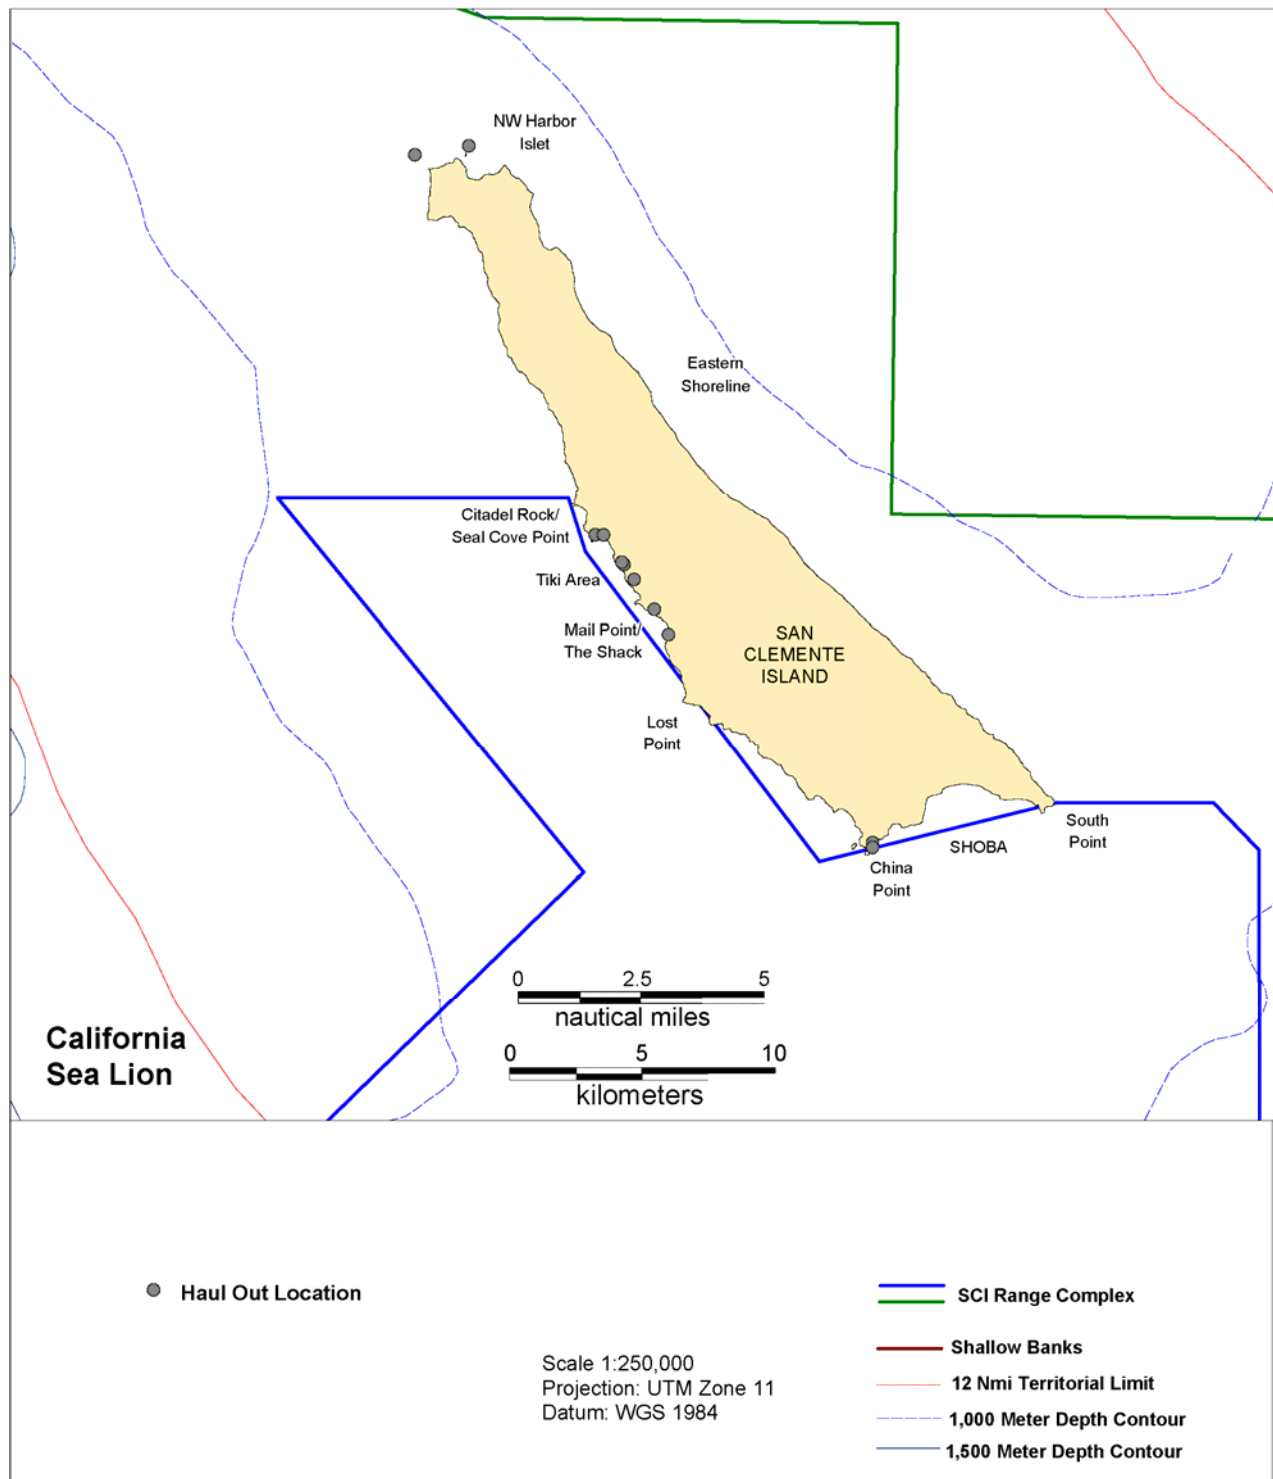 NW Harbor
Islet
Eastern
Shoreline
Citadel Rock/
Seal Cove Point
Tiki Area
Mail Point/
The Shack
SAN
CLEMENTE
ISLAND
Lost
Point
South
Point
SHOBA
China
Point
0 2.5 5
nautical miles
0 5 10
kilometers
California
Sea Lion
Haul Out Location
Scale 1:250,000
Projection: UTM Zone 11
Datum: WGS 1984
SCI Range Complex
Shallow Banks
12 Nmi Territorial Limit
1,000 Meter Depth Contour
1,500 Meter Depth Contour